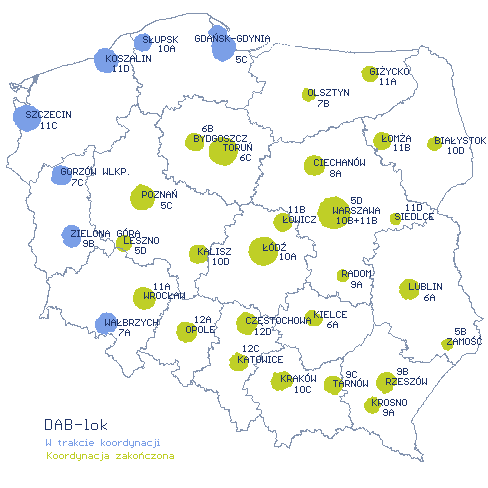 SŁUPSK
10A
GDAŃSK-GDYNIA
5C
KOSZALIN
11D
GIŻYCKO
11A
OLSZTYN
7B
SZCZECIN
11C
6B
BYDGOSZCZ
TORUŃ
6C
ŁOMŻA
11B
BIAŁYSTOK
10D
CIECHANÓW
8A
GORZÓW WLKP.
7C
POZNAŃ
5C
5D
WARSZAWA
10B+11B
11D
SIEDLCE
11B
ŁOWICZ
ZIELONA GÓRA
9B
LESZNO
5D
KALISZ
10D
ŁÓDŹ
10A
RADOM
9A
LUBLIN
6A
11A
WROCŁAW
WAŁBRZYCH
7A
12A
OPOLE
CZĘSTOCHOWA
12D
KIELCE
6A
5B
ZAMOŚĆ
12C
KATOWICE
KRAKÓW
10C
9C
TARNÓW
9B
RZESZÓW
KROSNO
9A
DAB-lok
W trakcie koordynacji
Koordynacja zakończona